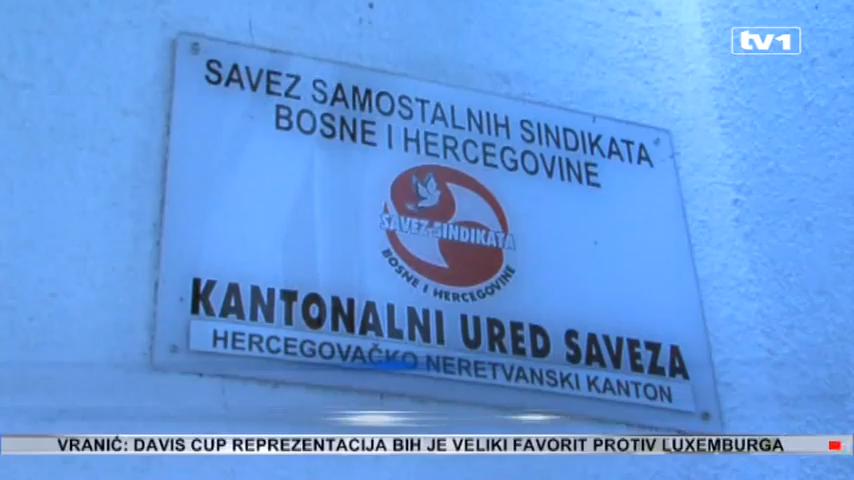 tv1
SAVEZ SAMOSTALNIH SINDIKATA
BOSNE I HERCEGOVINE
SAVEZ SINDIKATA
BOSNE I HERCEGOVINE
KANTONALNI URED SAVEZA
HERCEGOVAČKO NERETVANSKI KANTON
VRANIĆ: DAVIS CUP REPREZENTACIJA BIH JE VELIKI FAVORIT PROTIV LUXEMBURGA